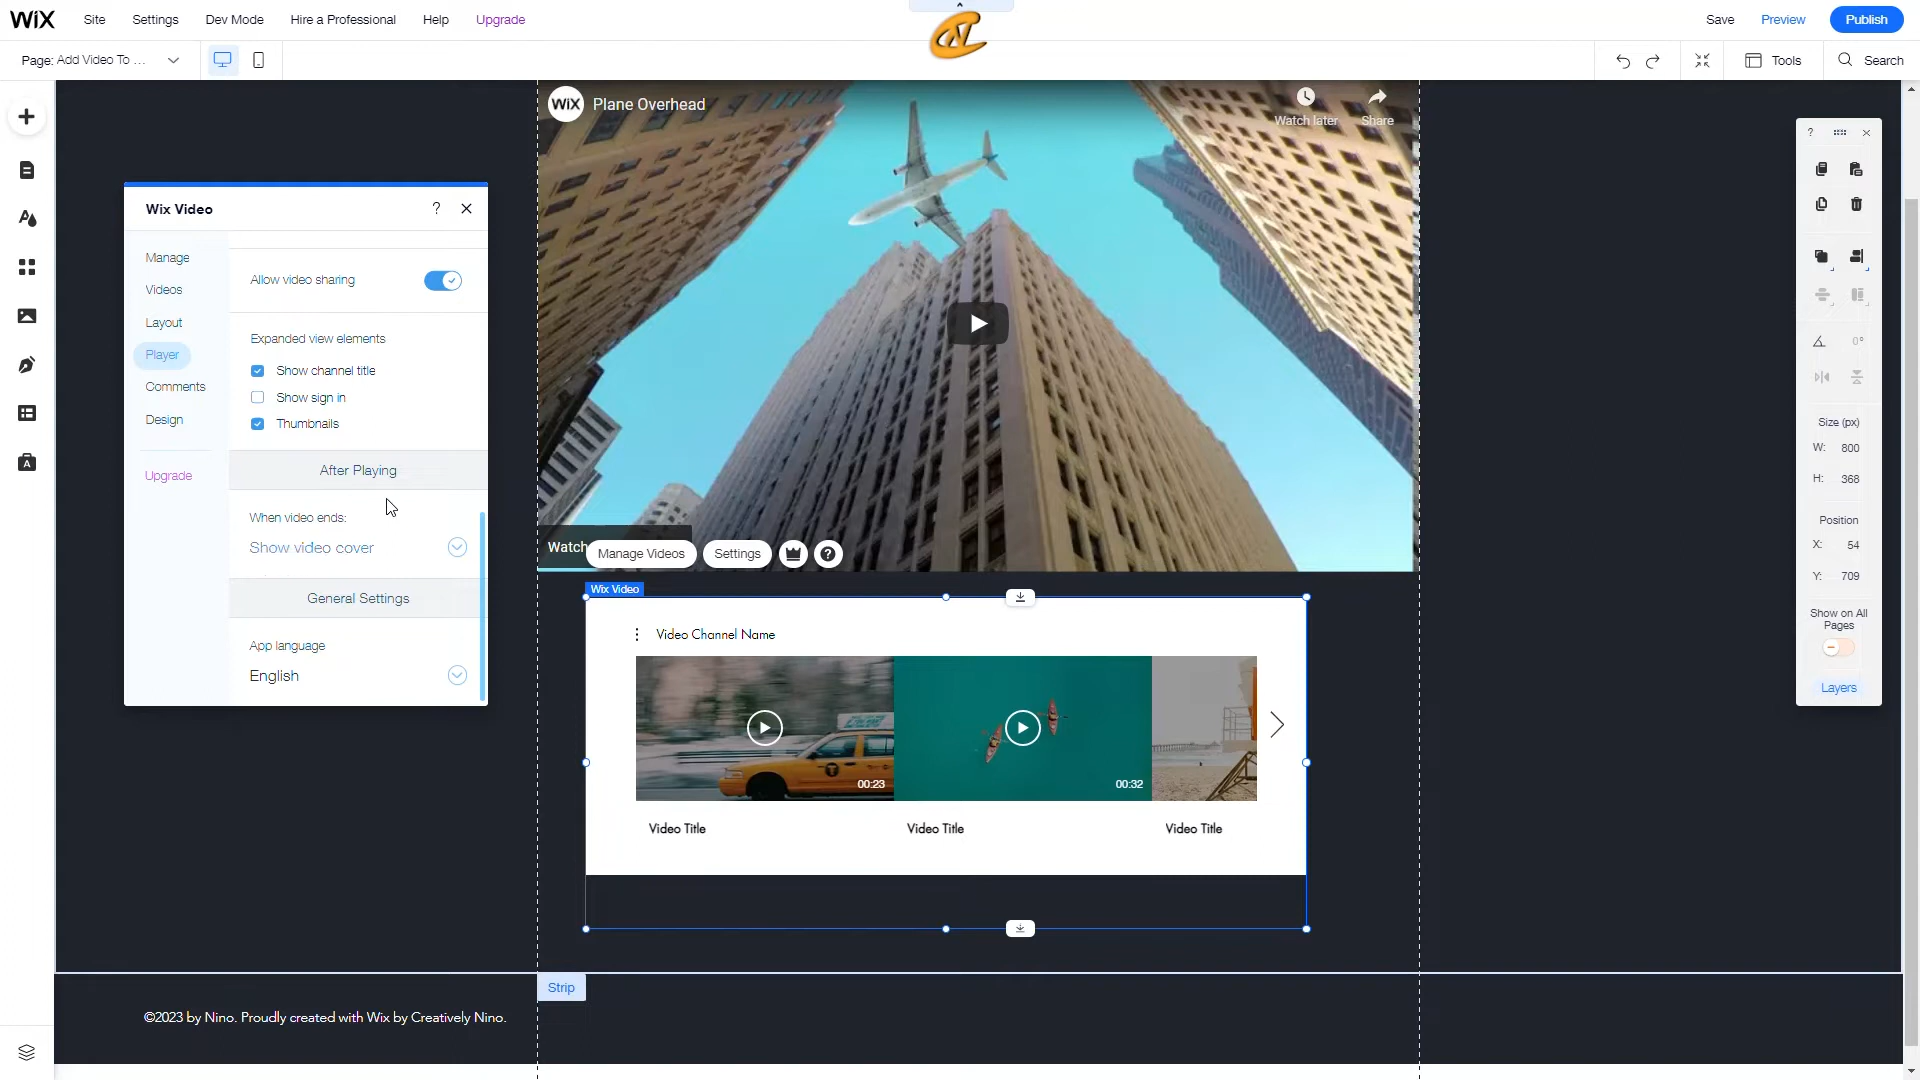 WiX Site Settings Dev Mode Hire a Professional Help Upgrade Save Preview Publish
Page: Add Video To ... Tools Search
WiX Plane Overhead
Watch later Share
Wix Video ?
Manage
Videos
Layout
Player
Comments
Design
Upgrade
Allow video sharing
Expanded view elements
Show channel title
Show sign in
Thumbnails
After Playing
When video ends:
Show video cover
General Settings
App language
English
Watch
Manage Videos Settings ?
Wix Video
Video Channel Name
00:23
00:32
Video Title Video Title Video Title
Strip
©2023 by Nino. Proudly created with Wix by Creatively Nino.
?
0°
Size (px)
W: 800
H: 368
Position
X: 54
Y: 709
Show on All
Pages
Layers